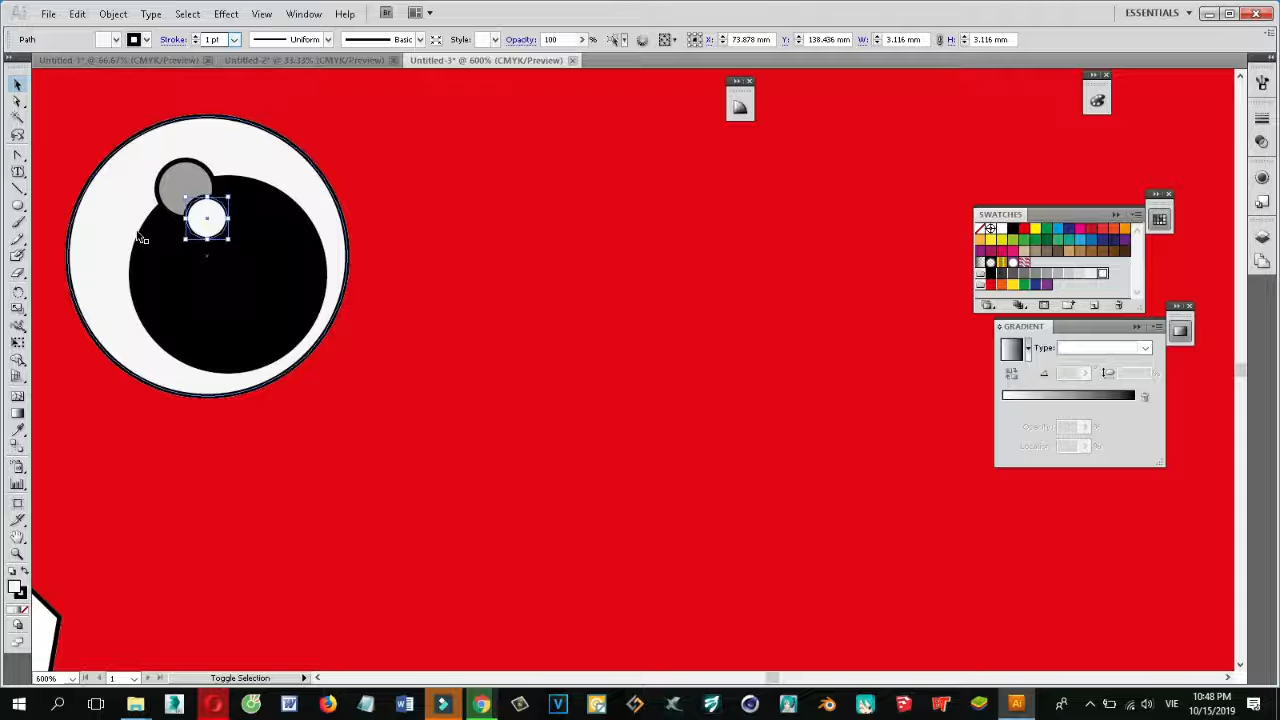 Ai File Edit Object Type Select Effect View Window Help Br ESSENTIALS
Path Stroke: 1 pt Uniform Basic Style: Opacity: 100 % X: 73.878 mm Y: 138.436 mm W: 3.116 mm H: 3.116 mm
Untitled-1* @ 66.67% (CMYK/Preview) Untitled-2* @ 33.33% (CMYK/Preview) Untitled-3* @ 600% (CMYK/Preview)
SWATCHES
GRADIENT
Type:
%
Opacity: %
Location: %
600% 1 Toggle Selection
VIE 10:48 PM
10/15/2019